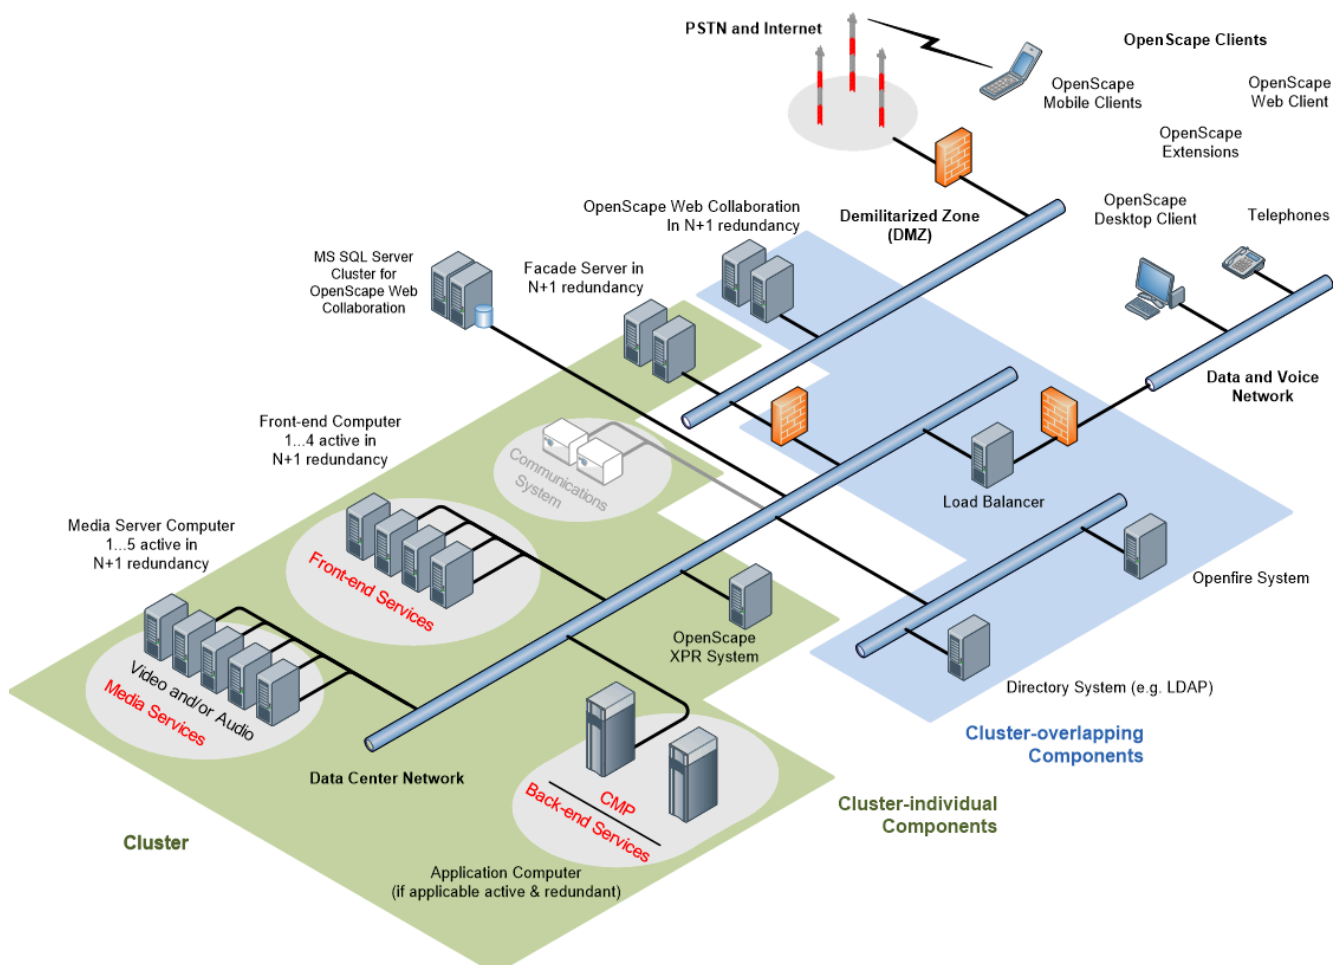 PSTN and Internet
OpenScape Clients
OpenScape
Mobile Clients
OpenScape
Web Client
OpenScape
Extensions
OpenScape
Desktop Client
Telephones
OpenScape Web Collaboration
In N+1 redundancy
Demilitarized Zone
(DMZ)
MS SQL Server
Cluster for
OpenScape Web
Collaboration
Facade Server in
N+1 redundancy
Data and Voice
Network
Front-end Computer
1...4 active in
N+1 redundancy
Communications
System
Load Balancer
Media Server Computer
1...5 active in
N+1 redundancy
Front-end Services
Openfire System
OpenScape
XPR System
Video and/or Audio
Media Services
Directory System (e.g. LDAP)
Cluster-overlapping
Components
Data Center Network
CMP
Back-end Services
Cluster-individual
Components
Cluster
Application Computer
(if applicable active & redundant)